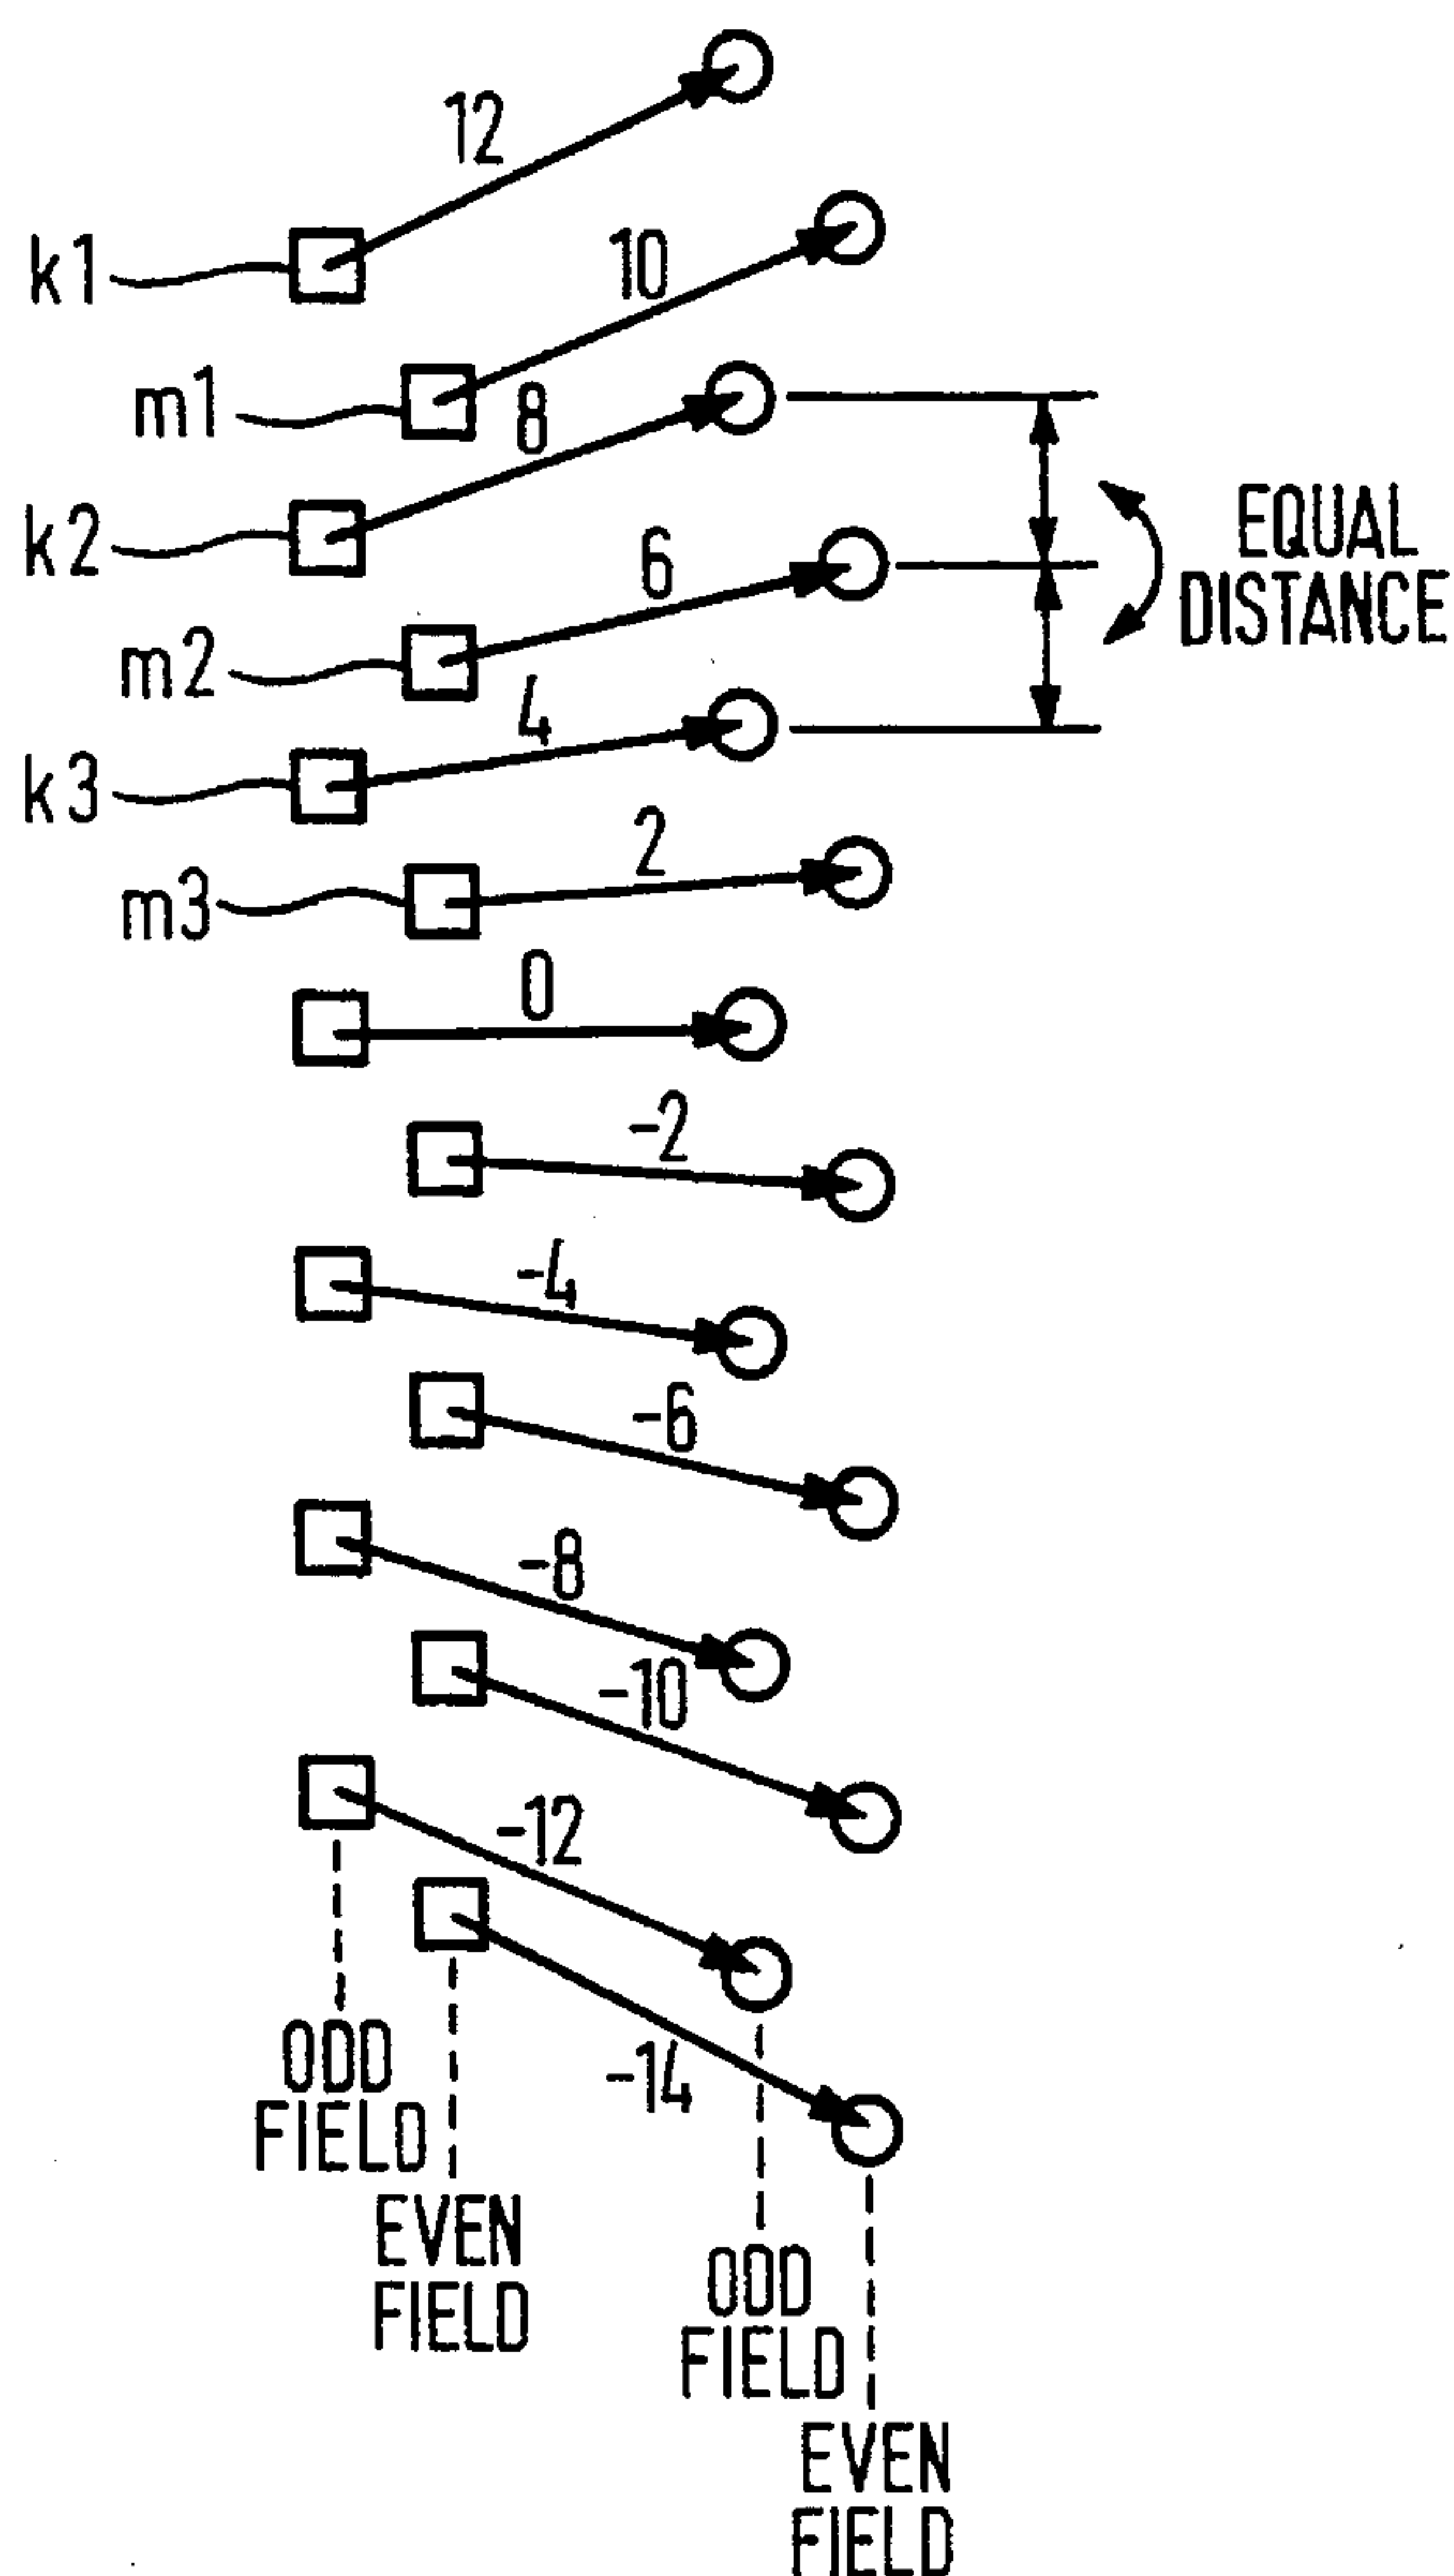 12
k1
10
m1
8
k2
EQUAL
DISTANCE
6
m2
4
k3
2
m3
0
-2
-4
-6
-8
-10
-12
-14
ODD
FIELD
EVEN
FIELD
ODD
FIELD
EVEN
FIELD